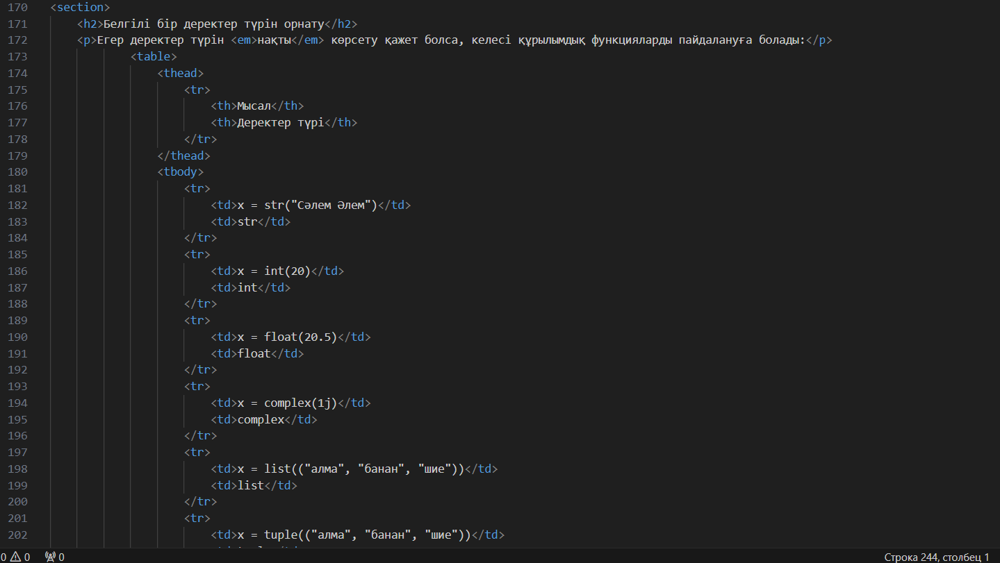 170 <section>
171 <h2>Белгілі бір деректер түрін орнату</h2>
172 <p>Егер деректер түрін <em>нақты</em> көрсету қажет болса, келесі құрылымдық функцияларды пайдалануға болады:</p>
173 <table>
174 <thead>
175 <tr>
176 <th>Мысал</th>
177 <th>Деректер түрі</th>
178 </tr>
179 </thead>
180 <tbody>
181 <tr>
182 <td>x = str("Сәлем Әлем")</td>
183 <td>str</td>
184 </tr>
185 <tr>
186 <td>x = int(20)</td>
187 <td>int</td>
188 </tr>
189 <tr>
190 <td>x = float(20.5)</td>
191 <td>float</td>
192 </tr>
193 <tr>
194 <td>x = complex(1j)</td>
195 <td>complex</td>
196 </tr>
197 <tr>
198 <td>x = list(("алма", "банан", "шие"))</td>
199 <td>list</td>
200 </tr>
201 <tr>
202 <td>x = tuple(("алма", "банан", "шие"))</td>
0 0 0 Строка 244, столбец 1